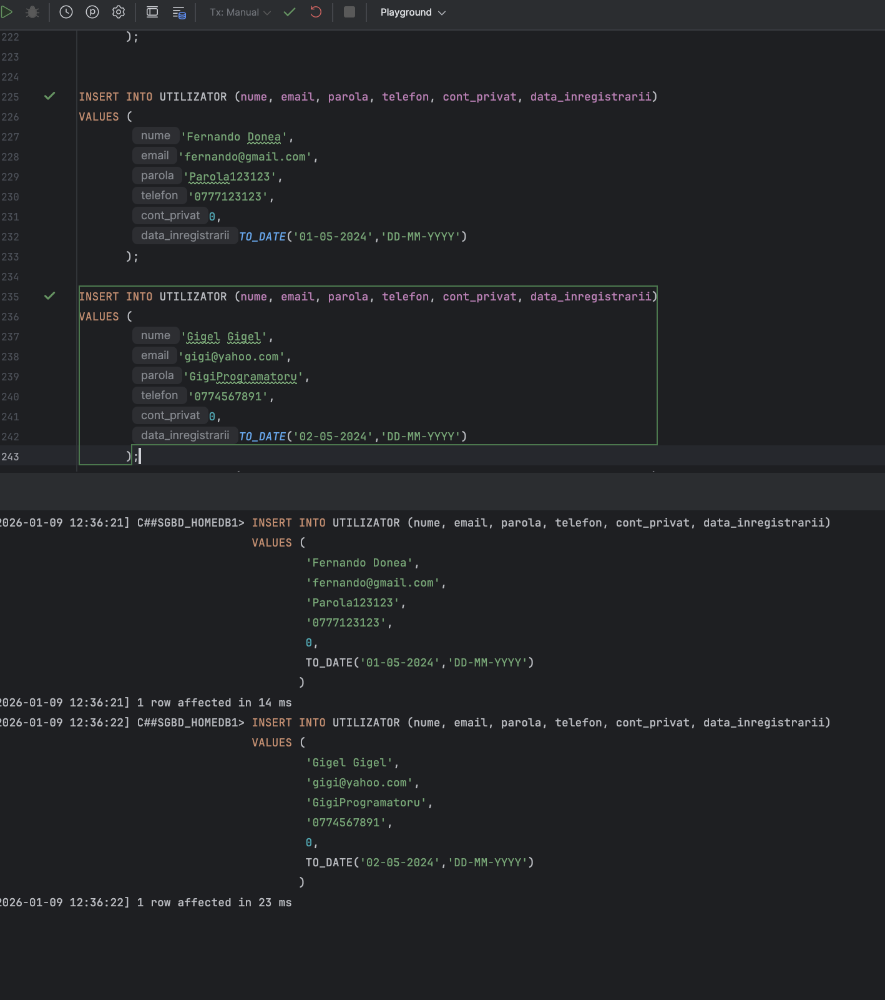 Tx: Manual Playground
222 );
223
224
225 INSERT INTO UTILIZATOR (nume, email, parola, telefon, cont_privat, data_inregistrarii)
226 VALUES (
227 nume 'Fernando Donea',
228 email 'fernando@gmail.com',
229 parola 'Parola123123',
230 telefon '0777123123',
231 cont_privat 0,
232 data_inregistrarii TO_DATE('01-05-2024','DD-MM-YYYY')
233 );
234
235 INSERT INTO UTILIZATOR (nume, email, parola, telefon, cont_privat, data_inregistrarii)
236 VALUES (
237 nume 'Gigel Gigel',
238 email 'gigi@yahoo.com',
239 parola 'GigiProgramatoru',
240 telefon '0774567891',
241 cont_privat 0,
242 data_inregistrarii TO_DATE('02-05-2024','DD-MM-YYYY')
243 );
2026-01-09 12:36:21] C##SGBD_HOMEDB1> INSERT INTO UTILIZATOR (nume, email, parola, telefon, cont_privat, data_inregistrarii)
VALUES (
'Fernando Donea',
'fernando@gmail.com',
'Parola123123',
'0777123123',
0,
TO_DATE('01-05-2024','DD-MM-YYYY')
)
2026-01-09 12:36:21] 1 row affected in 14 ms
2026-01-09 12:36:22] C##SGBD_HOMEDB1> INSERT INTO UTILIZATOR (nume, email, parola, telefon, cont_privat, data_inregistrarii)
VALUES (
'Gigel Gigel',
'gigi@yahoo.com',
'GigiProgramatoru',
'0774567891',
0,
TO_DATE('02-05-2024','DD-MM-YYYY')
)
2026-01-09 12:36:22] 1 row affected in 23 ms